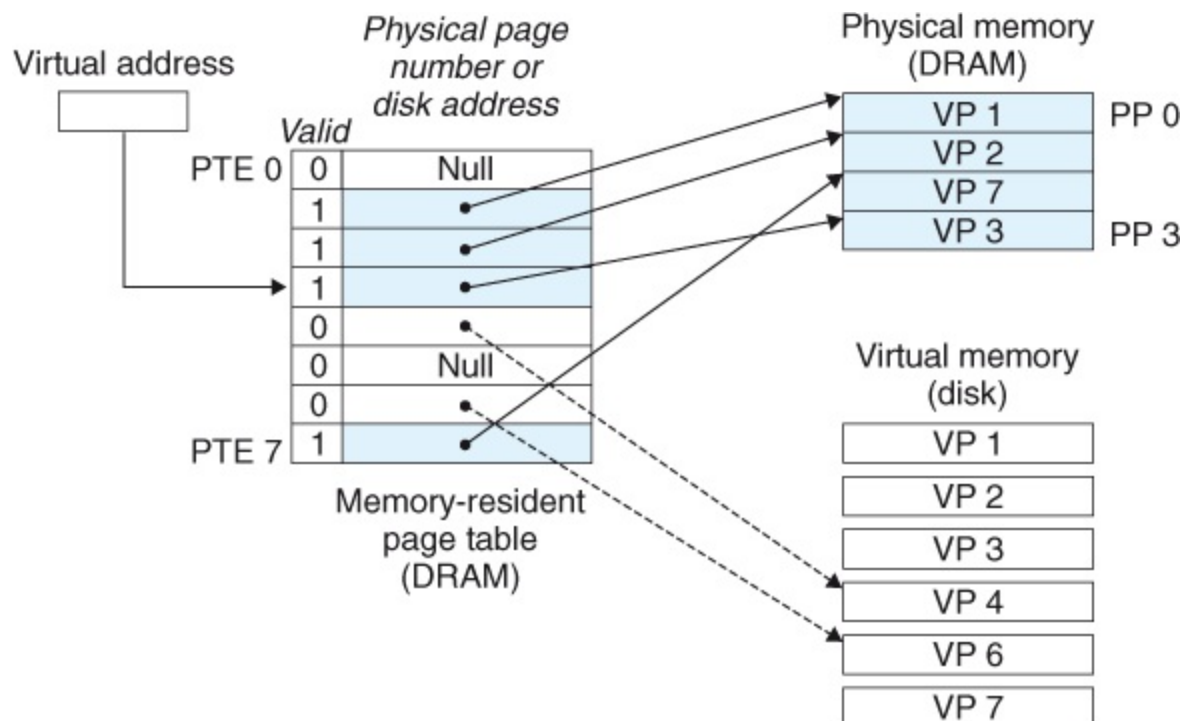 Virtual address
Physical page
number or
disk address
Valid
PTE 0
0
Null
1
1
1
0
0
Null
0
PTE 7
1
Memory-resident
page table
(DRAM)
Physical memory
(DRAM)
VP 1
PP 0
VP 2
VP 7
VP 3
PP 3
Virtual memory
(disk)
VP 1
VP 2
VP 3
VP 4
VP 6
VP 7